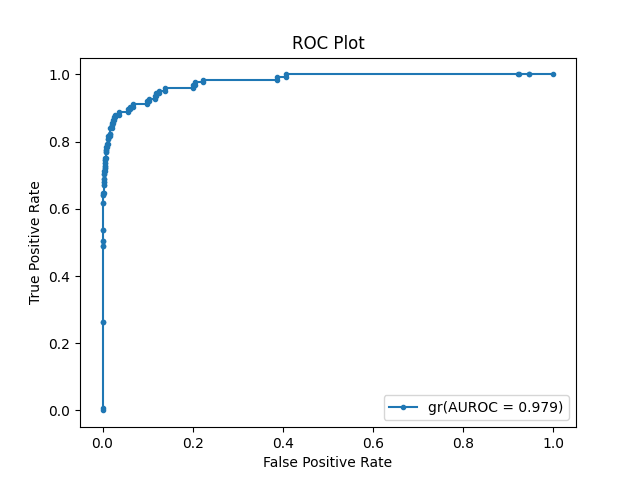 ROC Plot
True Positive Rate
1.0
0.8
0.6
0.4
0.2
0.0
gr(AUROC = 0.979)
0.0 0.2 0.4 0.6 0.8 1.0
False Positive Rate